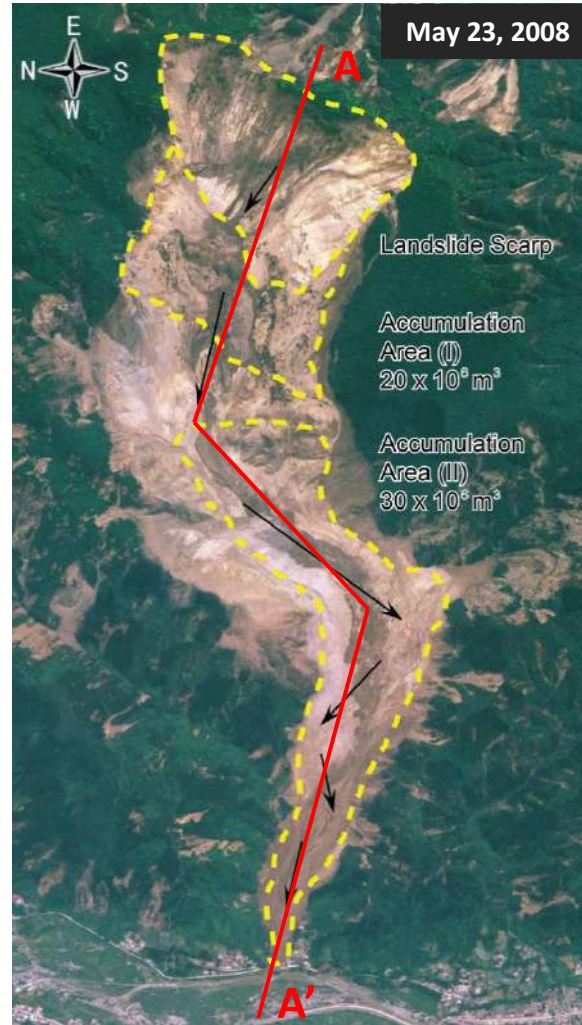 May 23, 2008
E
N S
W
A
Landslide Scarp
Accumulation
Area (I)
20 x 10⁶ m³
Accumulation
Area (II)
30 x 10⁶ m³
A'